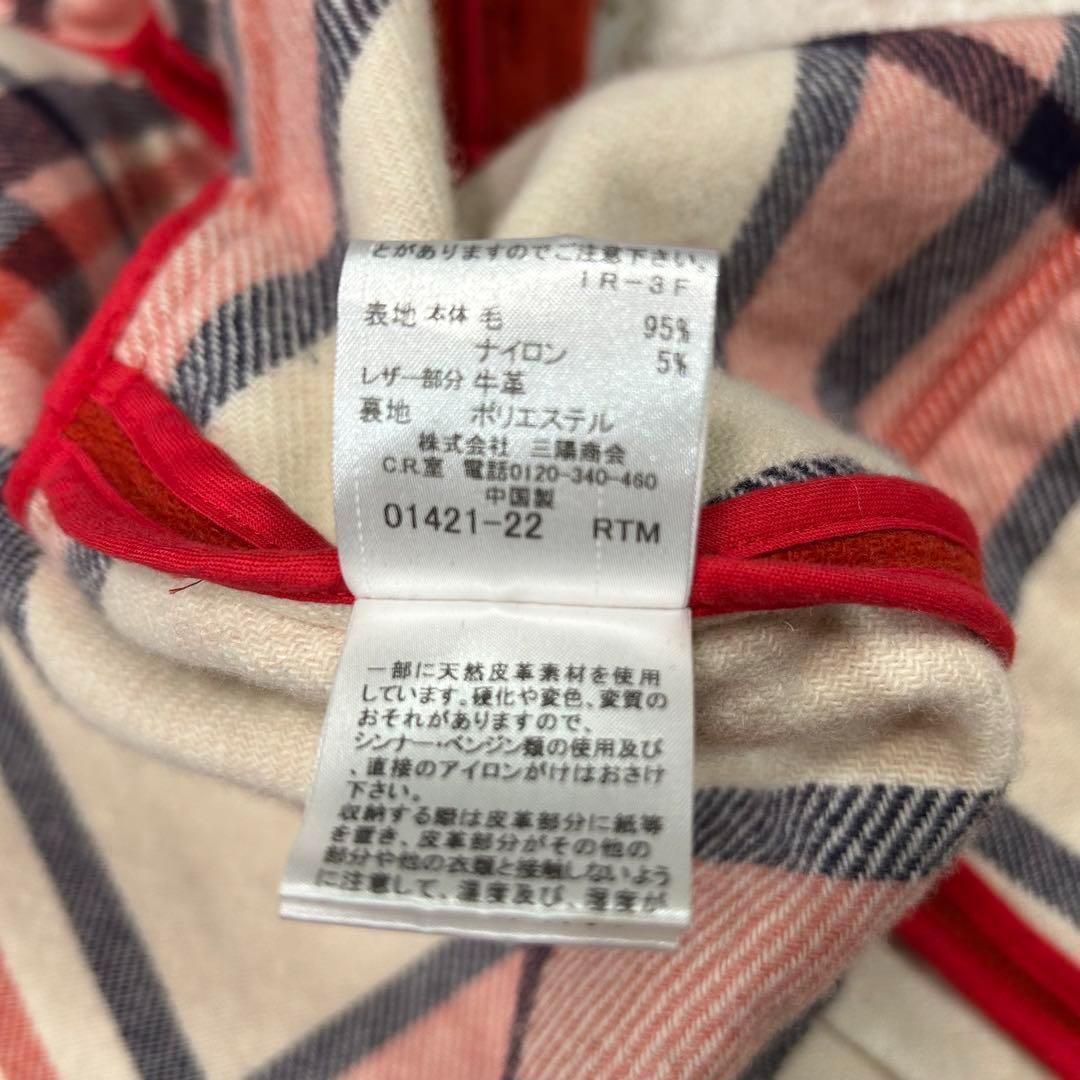 とがありますのでご注意下さい。
IR-3F
表地 本体 毛 95%
ナイロン 5%
レザー部分 牛革
裏地 ポリエステル
株式会社 三陽商会
C.R.室 電話0120-340-460
中国製
01421-22 RTM
一部に天然皮革素材を使用
しています。硬化や変色、変質の
おそれがありますので、
シンナー・ベンジン類の使用及び
、直接のアイロンがけはおさけ
下さい。
収納する際は皮革部分に紙等
を置き、皮革部分がその他の
部分や他の衣類と接触しないよう
に注意して、温度及び、湿度が